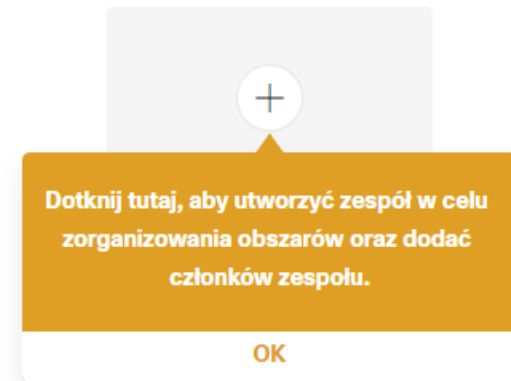 Dotknij tutaj, aby utworzyć zespół w celu
zorganizowania obszarów oraz dodać
członków zespołu.
OK